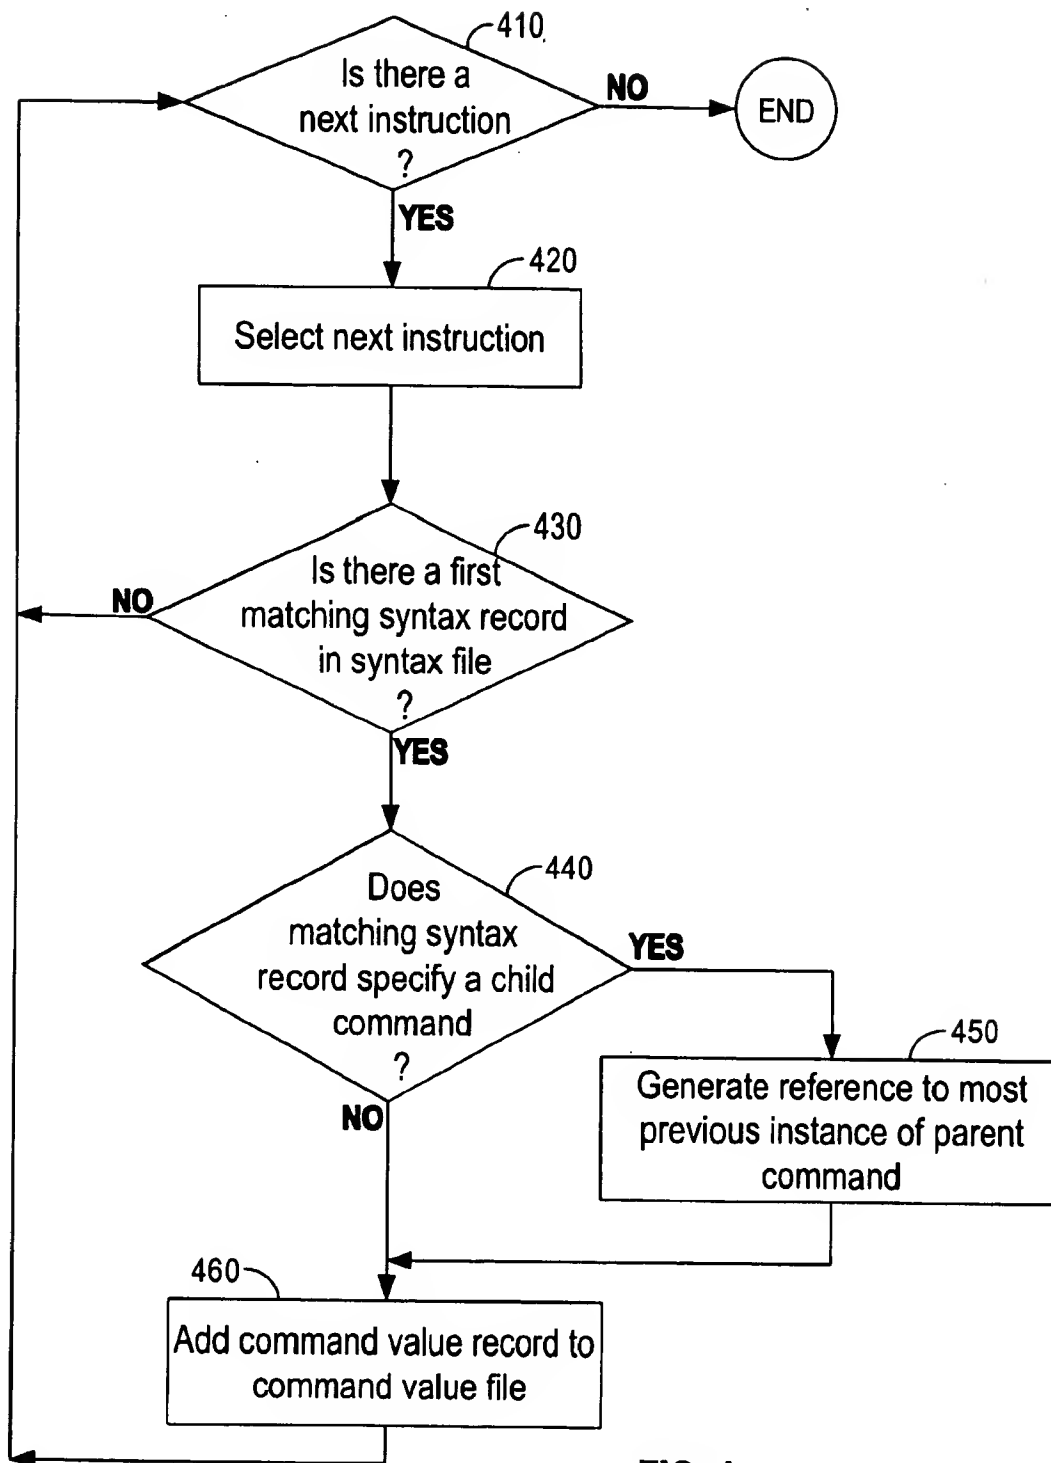 410
Is there a
next instruction
?
NO
END
YES
420
Select next instruction
430
Is there a first
matching syntax record
in syntax file
?
NO
YES
440
Does
matching syntax
record specify a child
command
?
YES
NO
450
Generate reference to most
previous instance of parent
command
460
Add command value record to
command value file